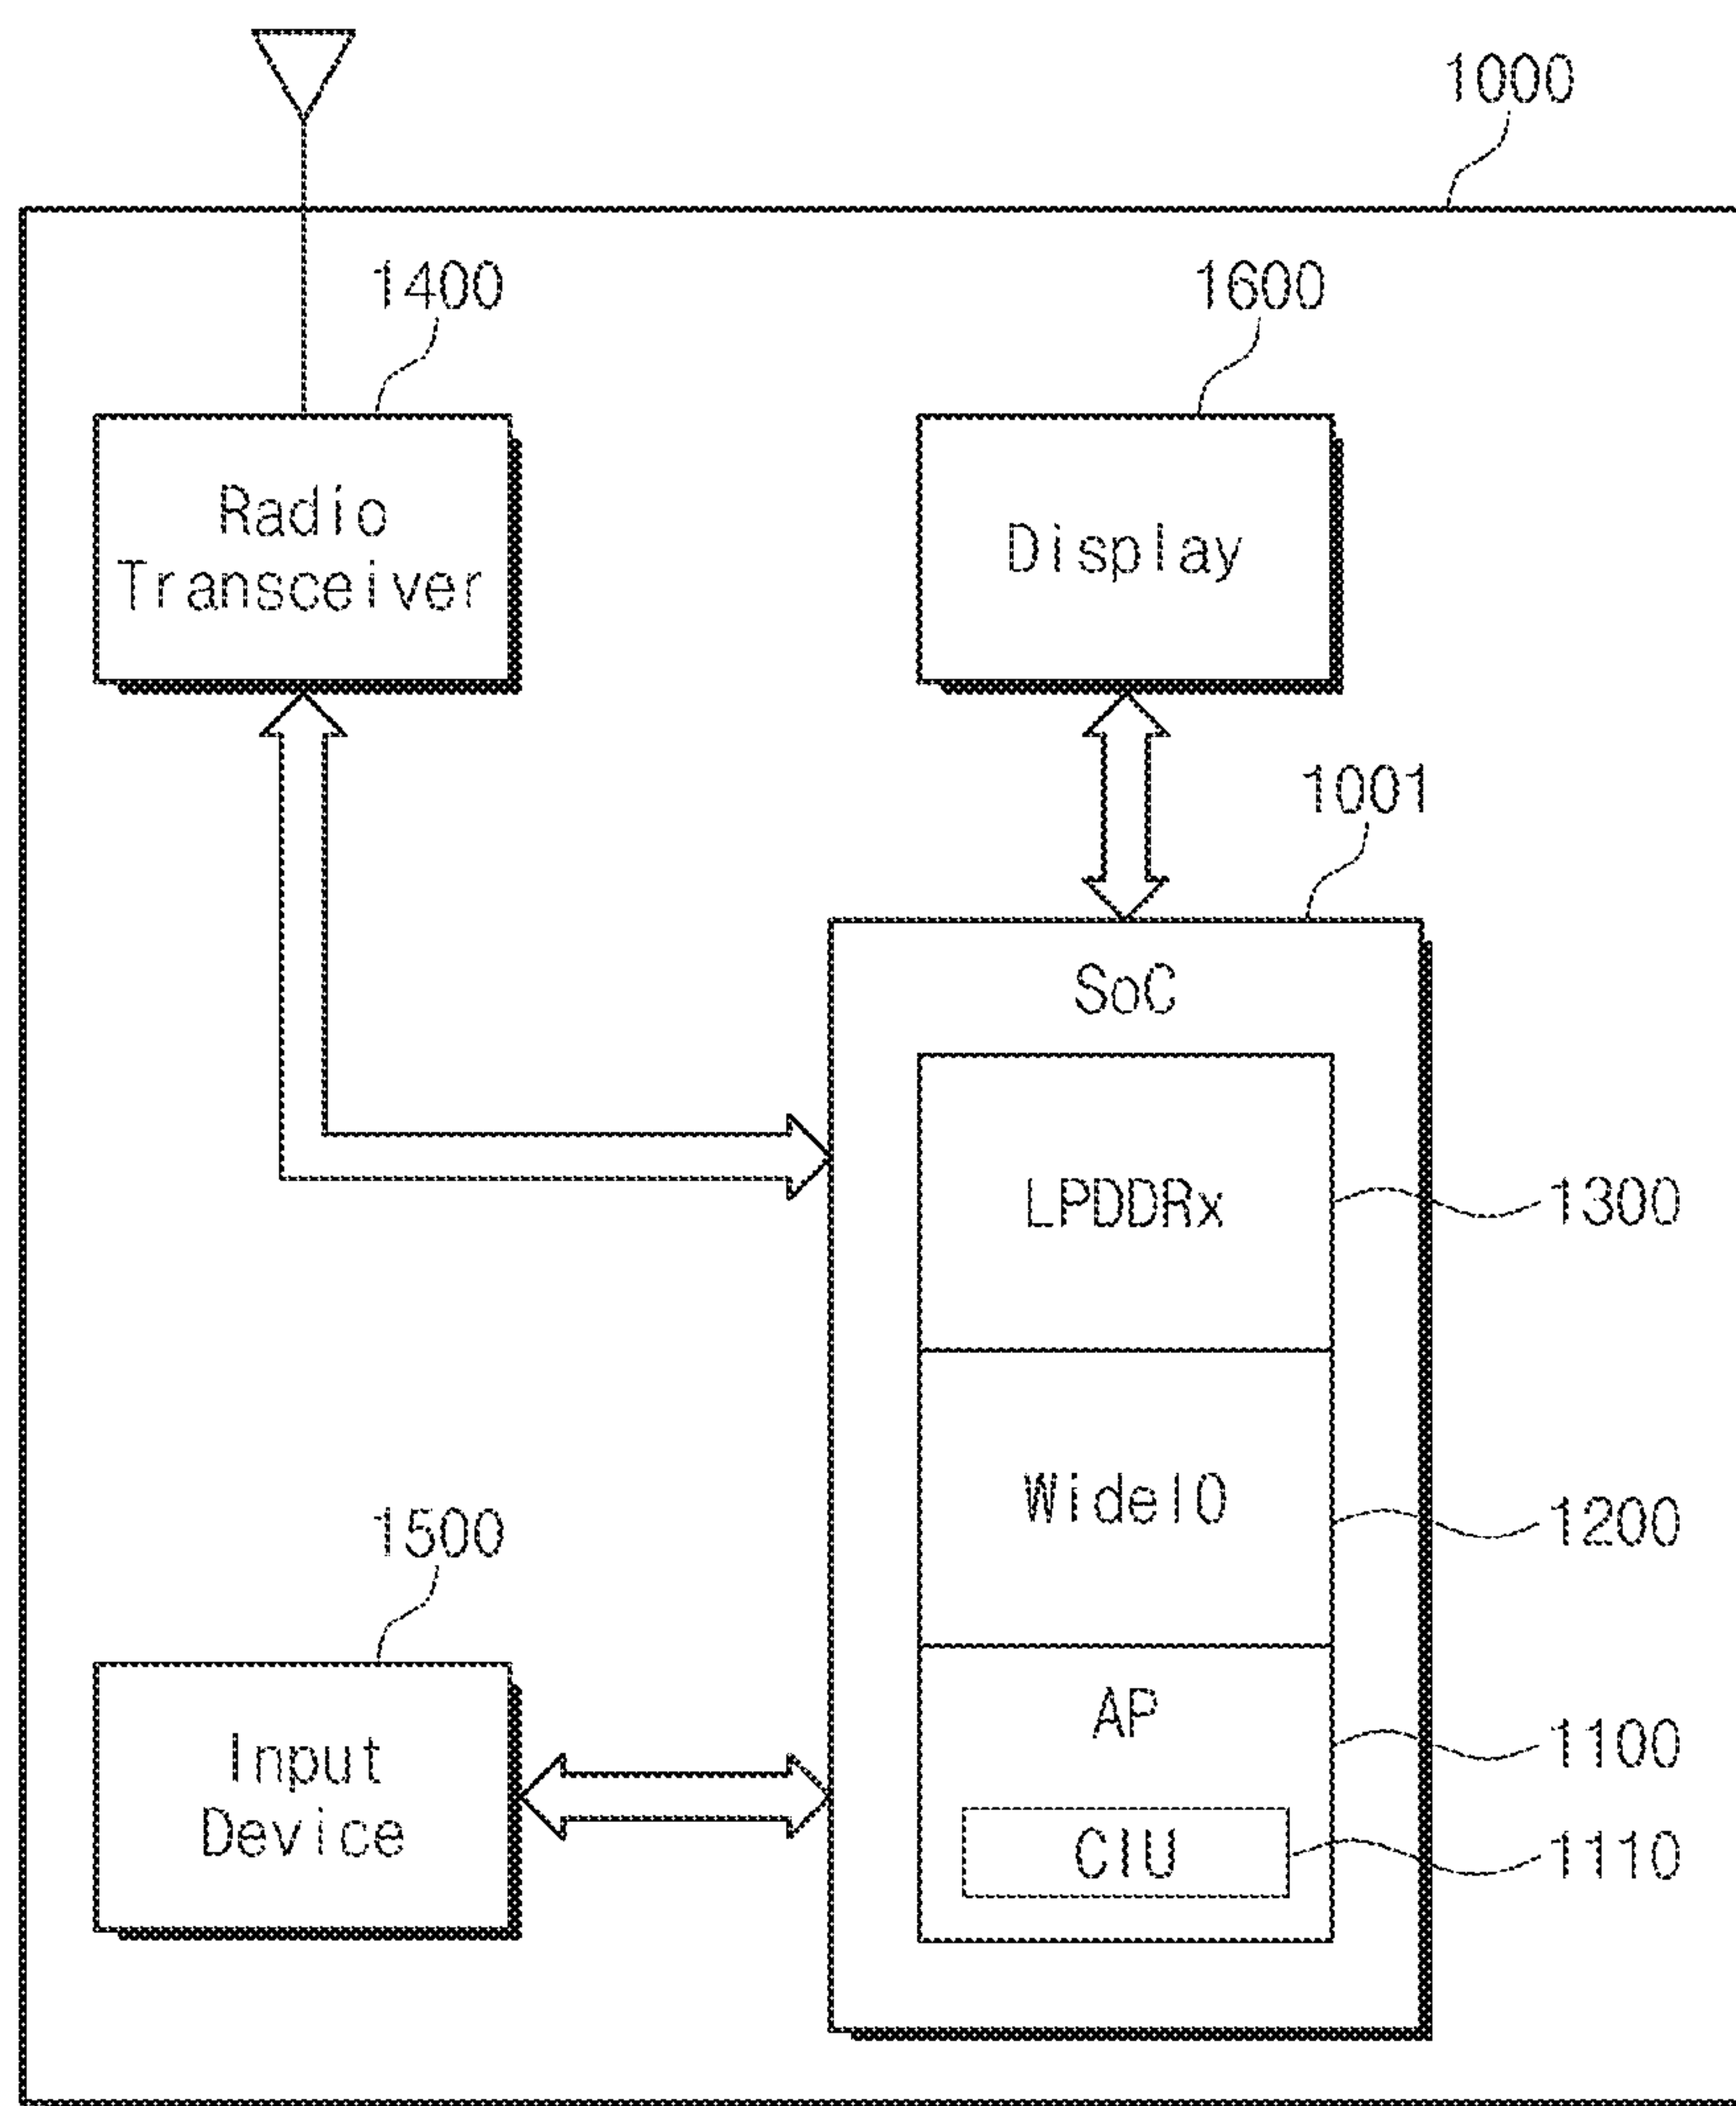 1000
1400
1600
Radio
Transceiver
Display
1001
SoC
LPDDRx
1300
WideIO
1200
1500
AP
1100
Input
Device
CIU
1110